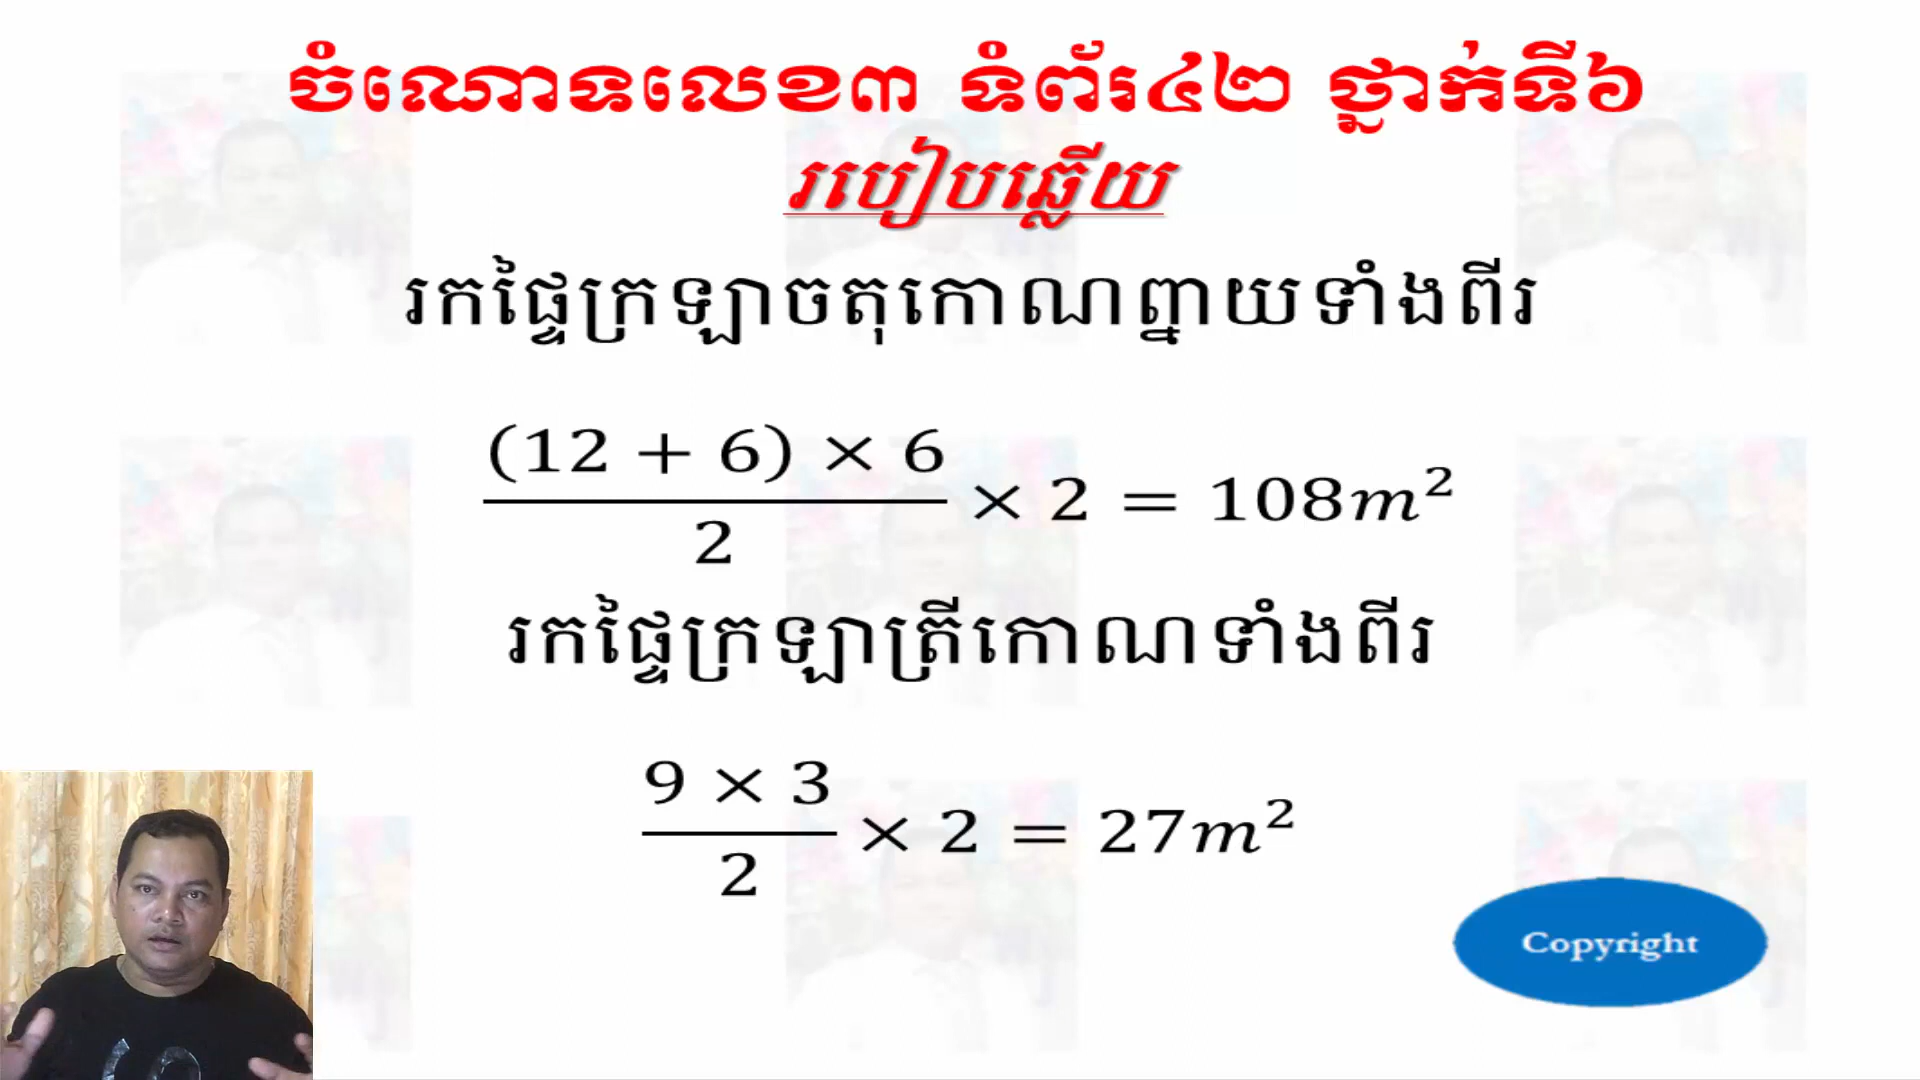 ចំណោទលេខ៣ ទំព័រ៤២ ថ្នាក់ទី៦
របៀបឆ្លើយ
រកផ្ទៃក្រឡាចតុកោណព្នាយទាំងពីរ
(12 + 6) × 6 / 2 × 2 = 108m²
រកផ្ទៃក្រឡាត្រីកោណទាំងពីរ
9 × 3 / 2 × 2 = 27m²
Copyright